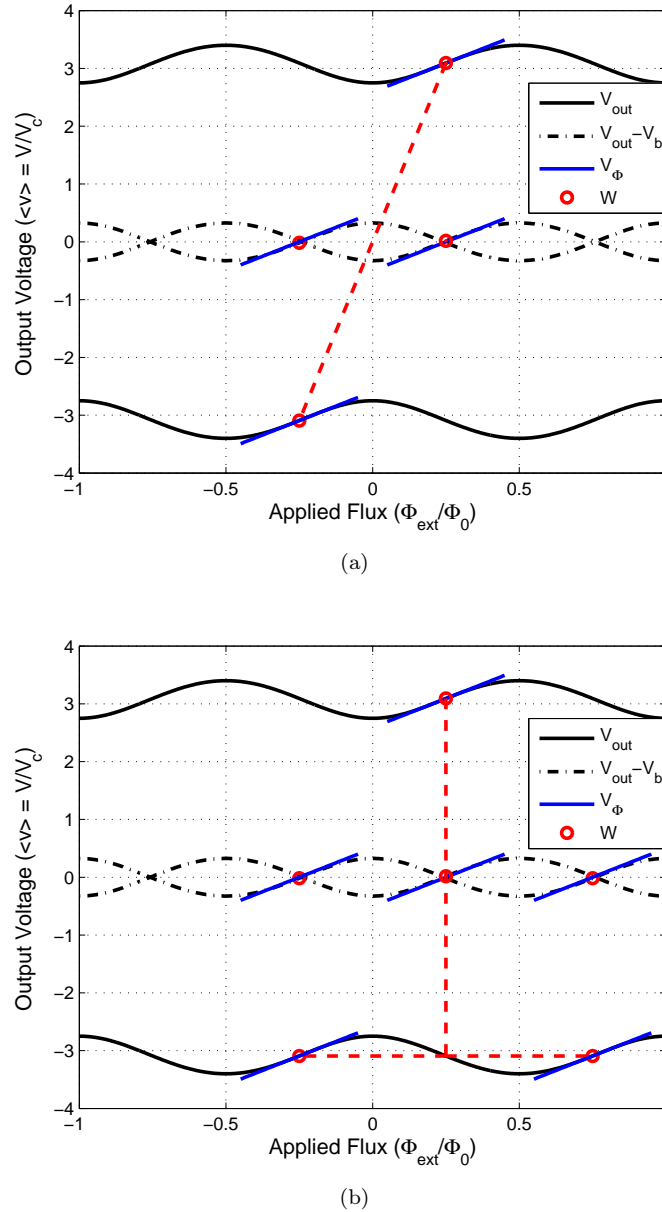 4
3
2
1
0
−1
−2
−3
−4
−1
−0.5
0
0.5
Output Voltage (<v> = V/V_c)
Applied Flux (Φ_ext/Φ_0)
V_out
V_out−V_b
V_Φ
W
(a)
4
3
2
1
0
−1
−2
−3
−4
−1
−0.5
0
0.5
Output Voltage (<v> = V/V_c)
Applied Flux (Φ_ext/Φ_0)
V_out
V_out−V_b
V_Φ
W
(b)